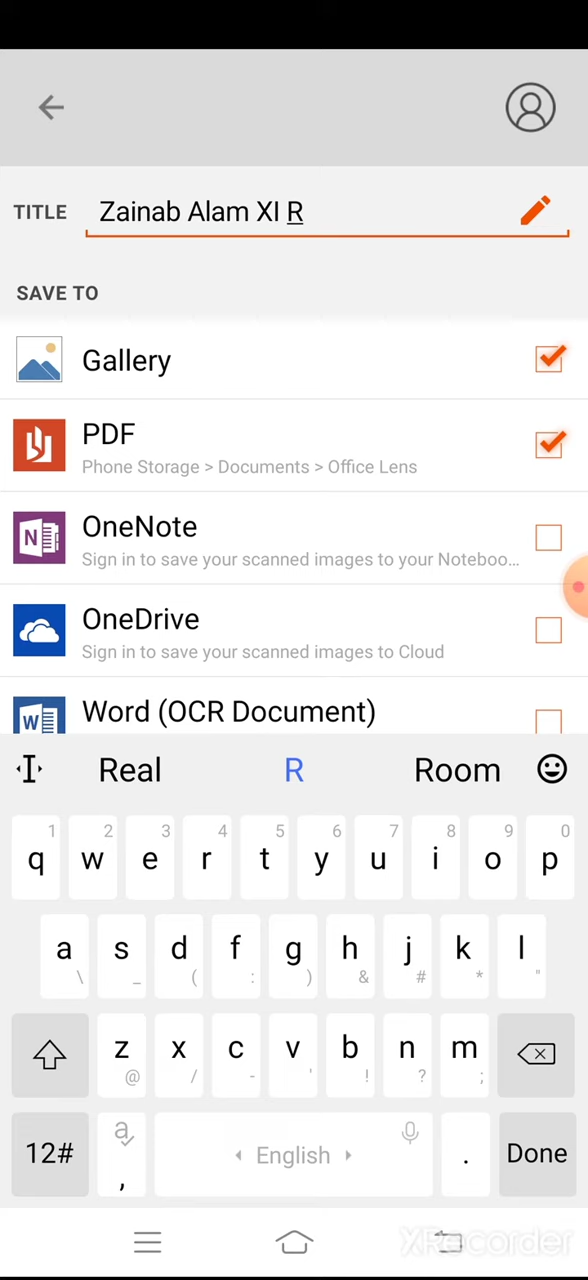 TITLE Zainab Alam XI R
SAVE TO
Gallery
PDF
Phone Storage > Documents > Office Lens
N OneNote
Sign in to save your scanned images to your Noteboo...
OneDrive
Sign in to save your scanned images to Cloud
W Word (OCR Document)
Real R Room
1 2 3 4 5 6 7 8 9 0
q w e r t y u i o p
a s d f g h j k l
\ _ ( : ) & # * "
z x c v b n m
@ / - ' ! ? ;
12# a , English . Done
XRecorder